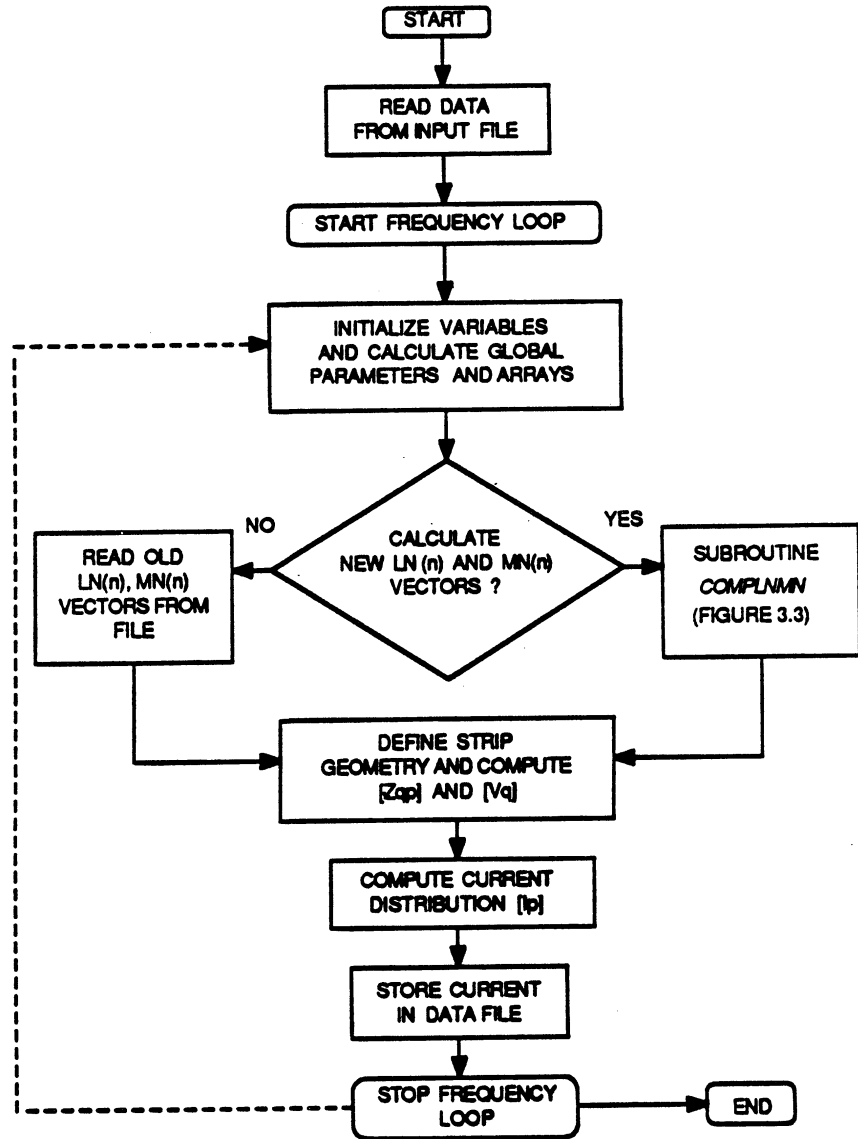 START
READ DATA
FROM INPUT FILE
START FREQUENCY LOOP
INITIALIZE VARIABLES
AND CALCULATE GLOBAL
PARAMETERS AND ARRAYS
NO
CALCULATE
NEW LN (n) AND MN(n)
VECTORS ?
YES
READ OLD
LN(n), MN(n)
VECTORS FROM
FILE
SUBROUTINE
COMPLNMN
(FIGURE 3.3)
DEFINE STRIP
GEOMETRY AND COMPUTE
[Zqp] AND [Vq]
COMPUTE CURRENT
DISTRIBUTION [Ip]
STORE CURRENT
IN DATA FILE
STOP FREQUENCY
LOOP
END